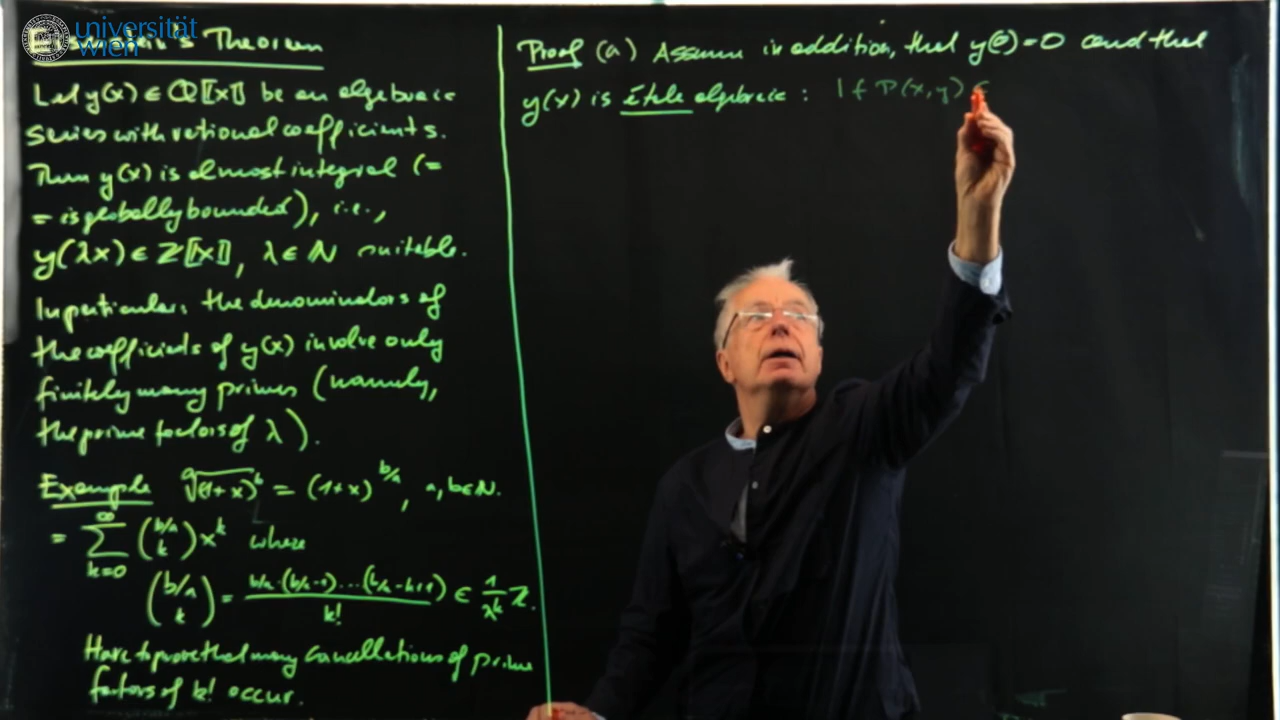 universität
wien
Eisenstein's Theorem
Let y(x) ∈ ℚ[[x]] be an algebraic
series with rational coefficients.
Then y(x) is almost integral (=
= is globally bounded), i.e.,
y(λx) ∈ ℤ[[x]], λ ∈ ℕ suitable.
In particular: the denominators of
the coefficients of y(x) involve only
finitely many primes (namely,
the prime factors of λ).
Example ᵃ√(1+x)ᵇ = (1+x)^{b/a}, a, b ∈ ℕ.
= ∑_{k=0}^{∞} (b/a k) x^k where
(b/a k) = b/a·(b/a-1)...(b/a-k+1) / k! ∈ 1/λ^k ℤ.
Have to prove that many cancellations of prime
factors of k! occur.
Proof (a) Assume in addition, that y(0)=0 and that
y(x) is étale algebraic : If P(x,y) ∈